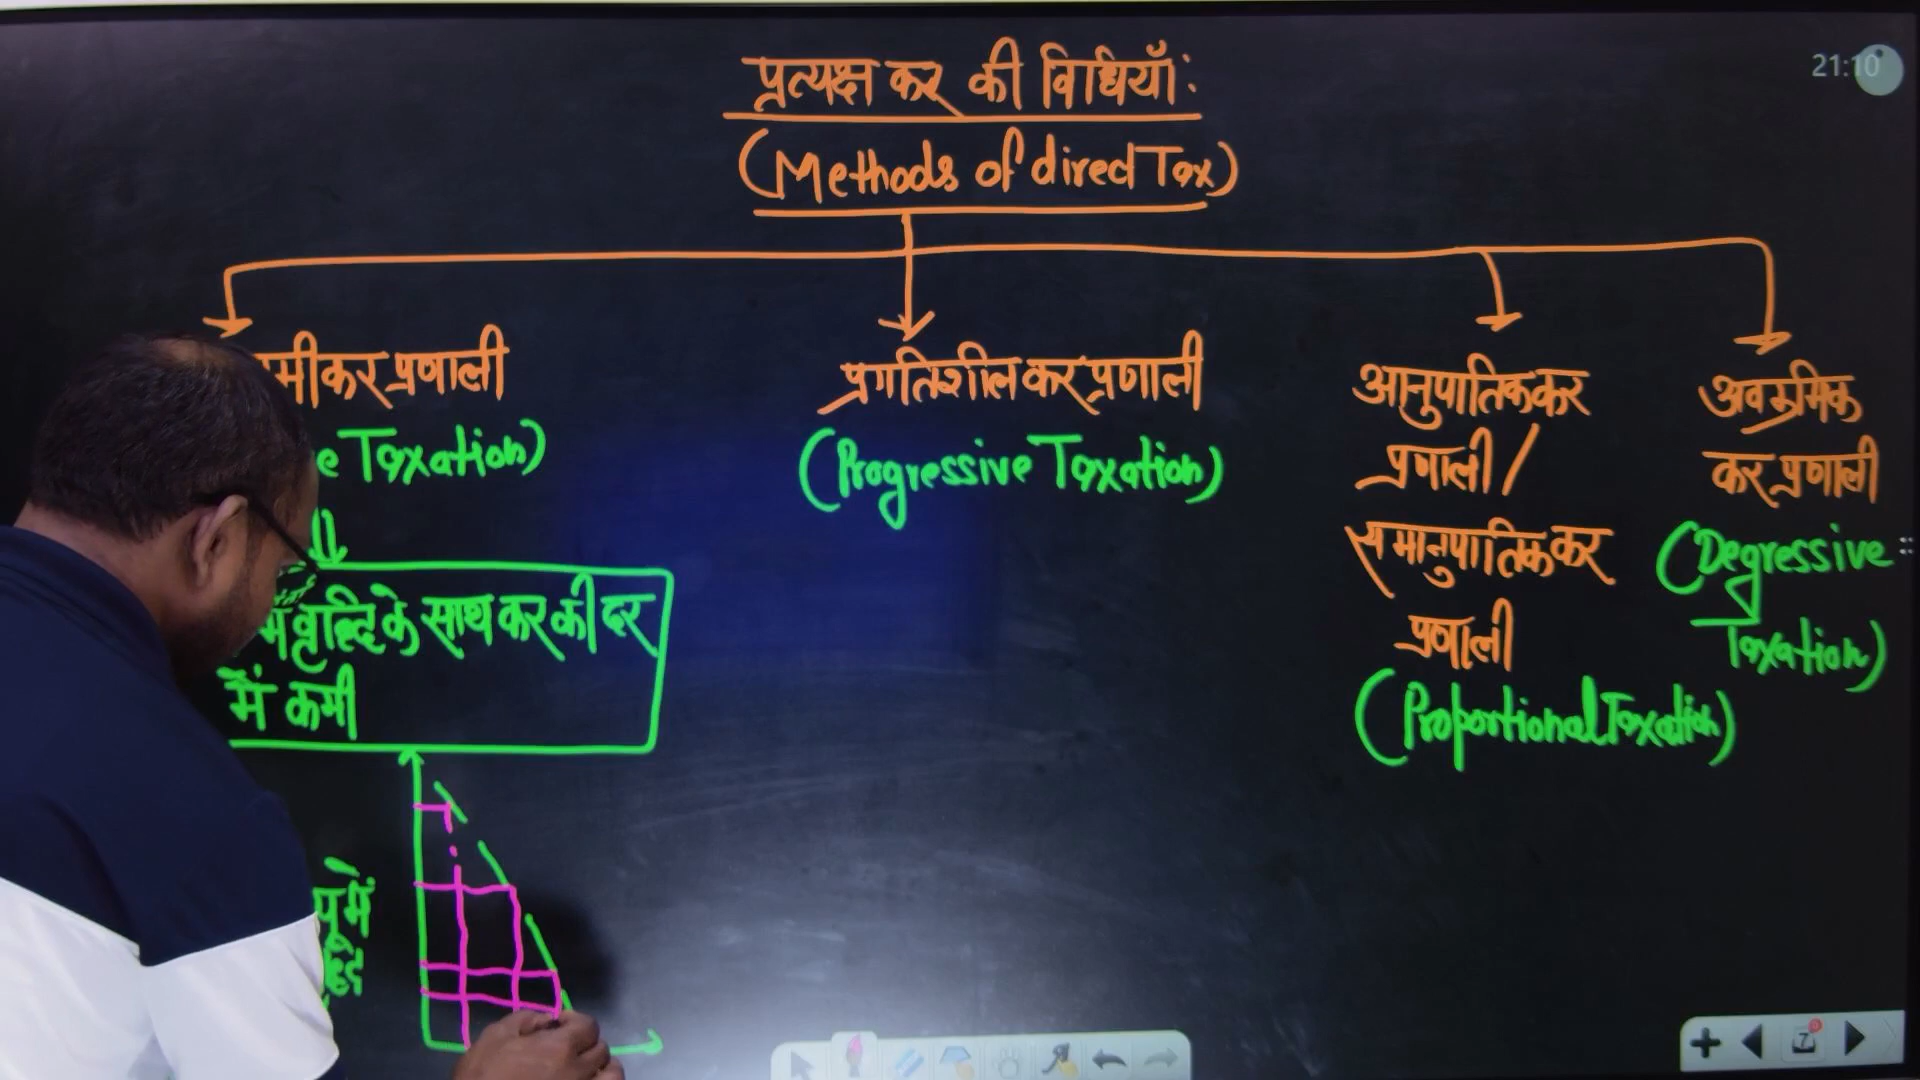 प्रत्यक्ष कर की विधियाँ:
(Methods of direct Tax)
21:10
मी कर प्रणाली
e Taxation)
में वृद्धि के साथ कर की दर
में कमी
प्रगतिशील कर प्रणाली
(Progressive Taxation)
आनुपातिक कर
प्रणाली /
समानुपातिक कर
प्रणाली
(Proportional Taxation)
अवक्रमिक
कर प्रणाली
(Degressive
Taxation)
7